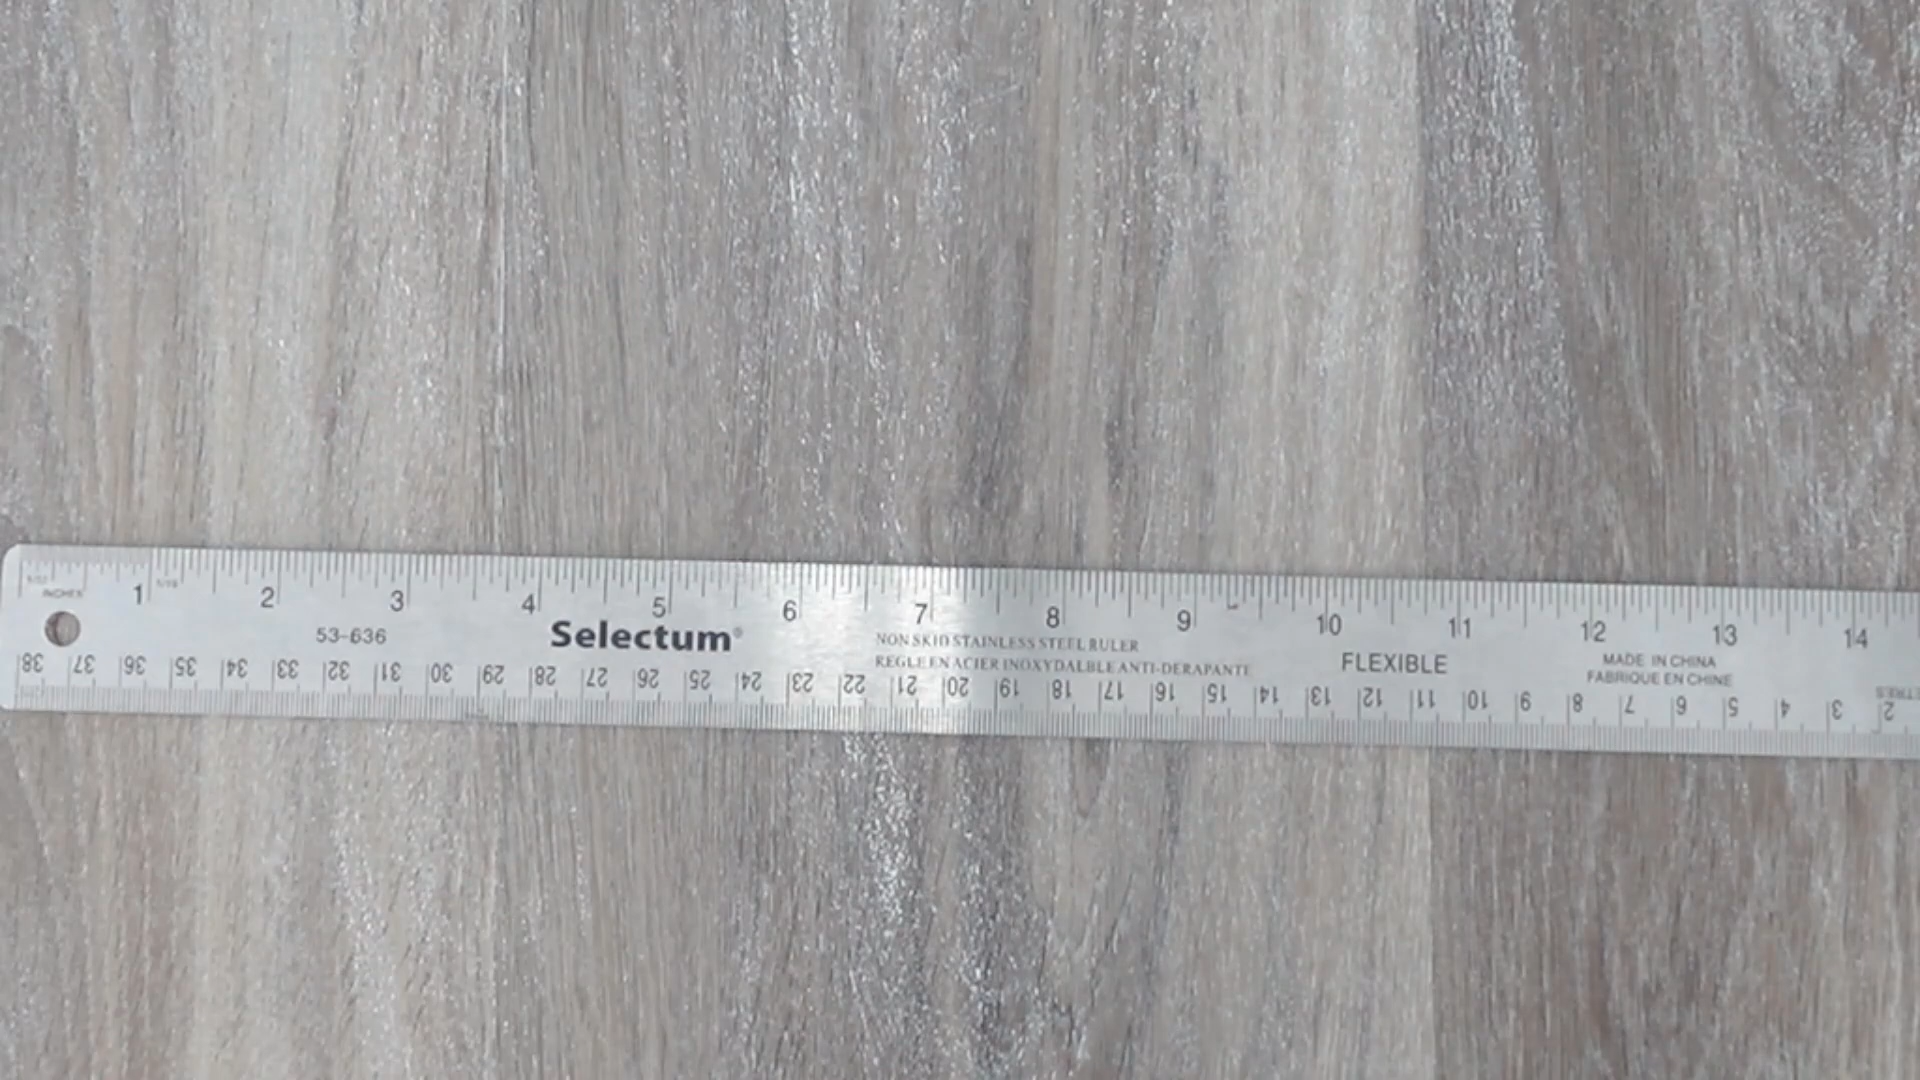 1 2 3 4 5 6 7 8 9 10 11 12 13 14
INCHES
53-636
Selectum®
NON SKID STAINLESS STEEL RULER
REGLE EN ACIER INOXYDALBLE ANTI-DERAPANTE
FLEXIBLE
MADE IN CHINA
FABRIQUE EN CHINE
38 37 36 35 34 33 32 31 30 29 28 27 26 25 24 23 22 21 20 19 18 17 16 15 14 13 12 11 10 9 8 7 6 5 4 3 2